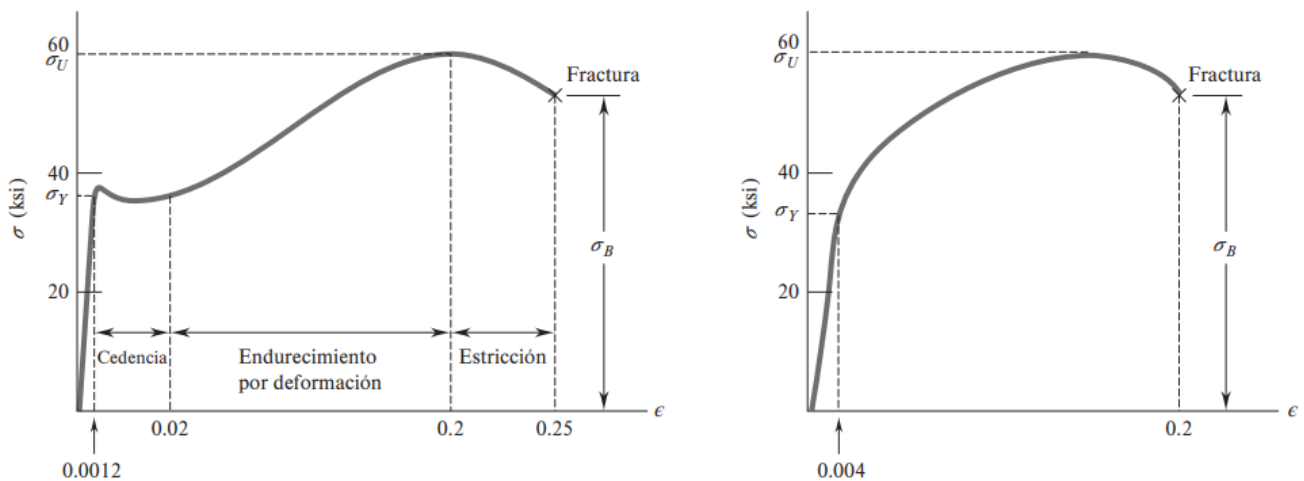 60
σU
Fractura
40
σY
σ (ksi)
σB
20
Cedencia
Endurecimiento
por deformación
Estricción
0.02
0.2
0.25
ϵ
0.0012
60
σU
Fractura
40
σY
σ (ksi)
σB
20
0.2
ϵ
0.004